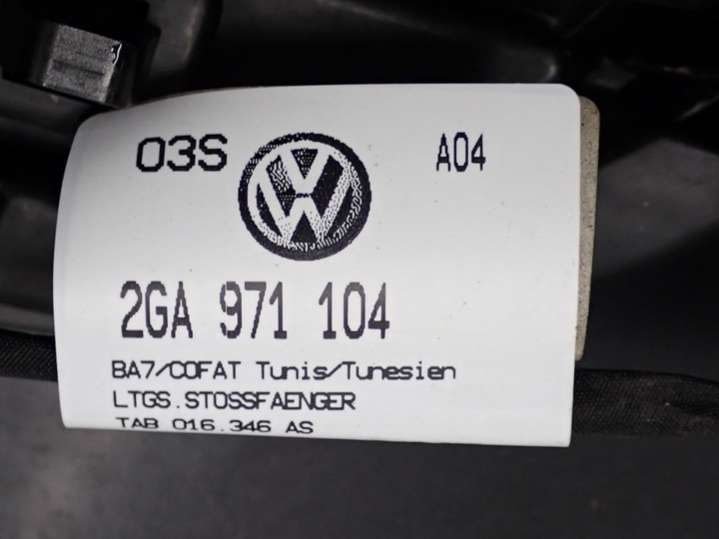 03S A04
2GA 971 104
BA7/COFAT Tunis/Tunesien
LTGS.STOSSFAENGER
TAB 016.346 AS